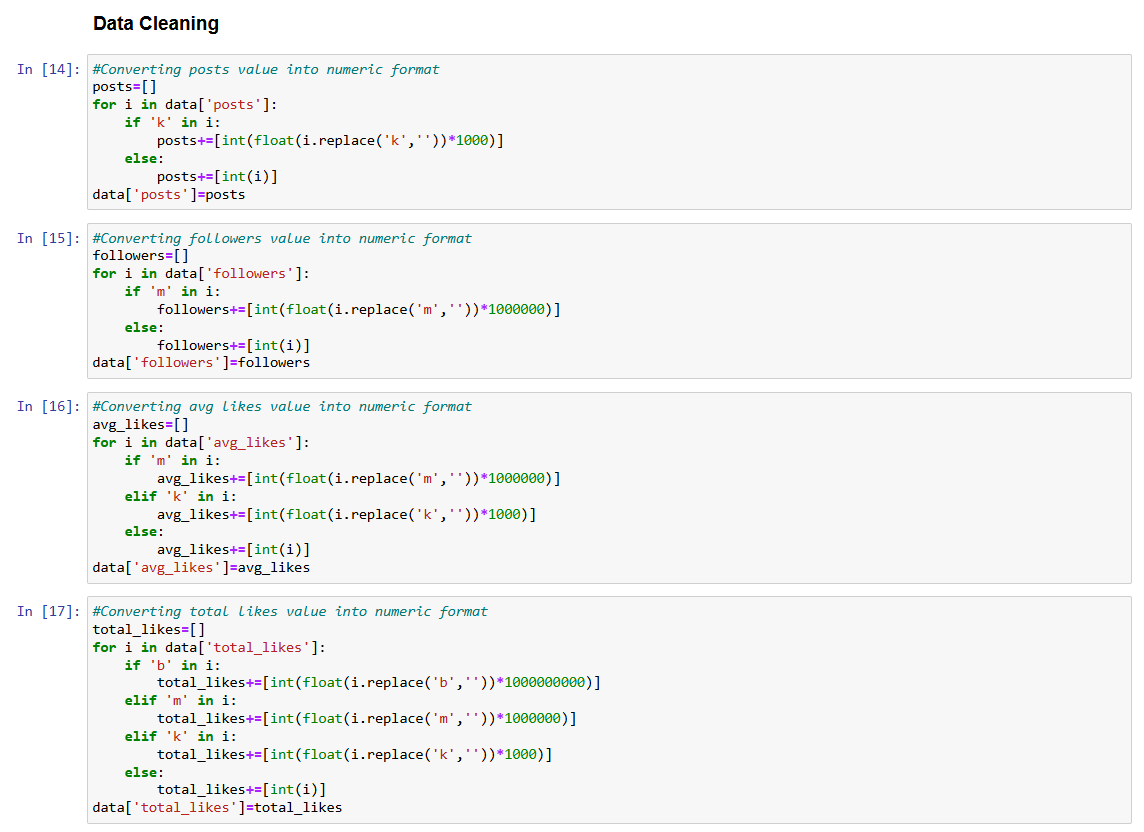 Data Cleaning
In [14]: #Converting posts value into numeric format
posts=[]
for i in data['posts']:
    if 'k' in i:
        posts+=[int(float(i.replace('k',''))*1000)]
    else:
        posts+=[int(i)]
data['posts']=posts
In [15]: #Converting followers value into numeric format
followers=[]
for i in data['followers']:
    if 'm' in i:
        followers+=[int(float(i.replace('m',''))*1000000)]
    else:
        followers+=[int(i)]
data['followers']=followers
In [16]: #Converting avg likes value into numeric format
avg_likes=[]
for i in data['avg_likes']:
    if 'm' in i:
        avg_likes+=[int(float(i.replace('m',''))*1000000)]
    elif 'k' in i:
        avg_likes+=[int(float(i.replace('k',''))*1000)]
    else:
        avg_likes+=[int(i)]
data['avg_likes']=avg_likes
In [17]: #Converting total likes value into numeric format
total_likes=[]
for i in data['total_likes']:
    if 'b' in i:
        total_likes+=[int(float(i.replace('b',''))*1000000000)]
    elif 'm' in i:
        total_likes+=[int(float(i.replace('m',''))*1000000)]
    elif 'k' in i:
        total_likes+=[int(float(i.replace('k',''))*1000)]
    else:
        total_likes+=[int(i)]
data['total_likes']=total_likes